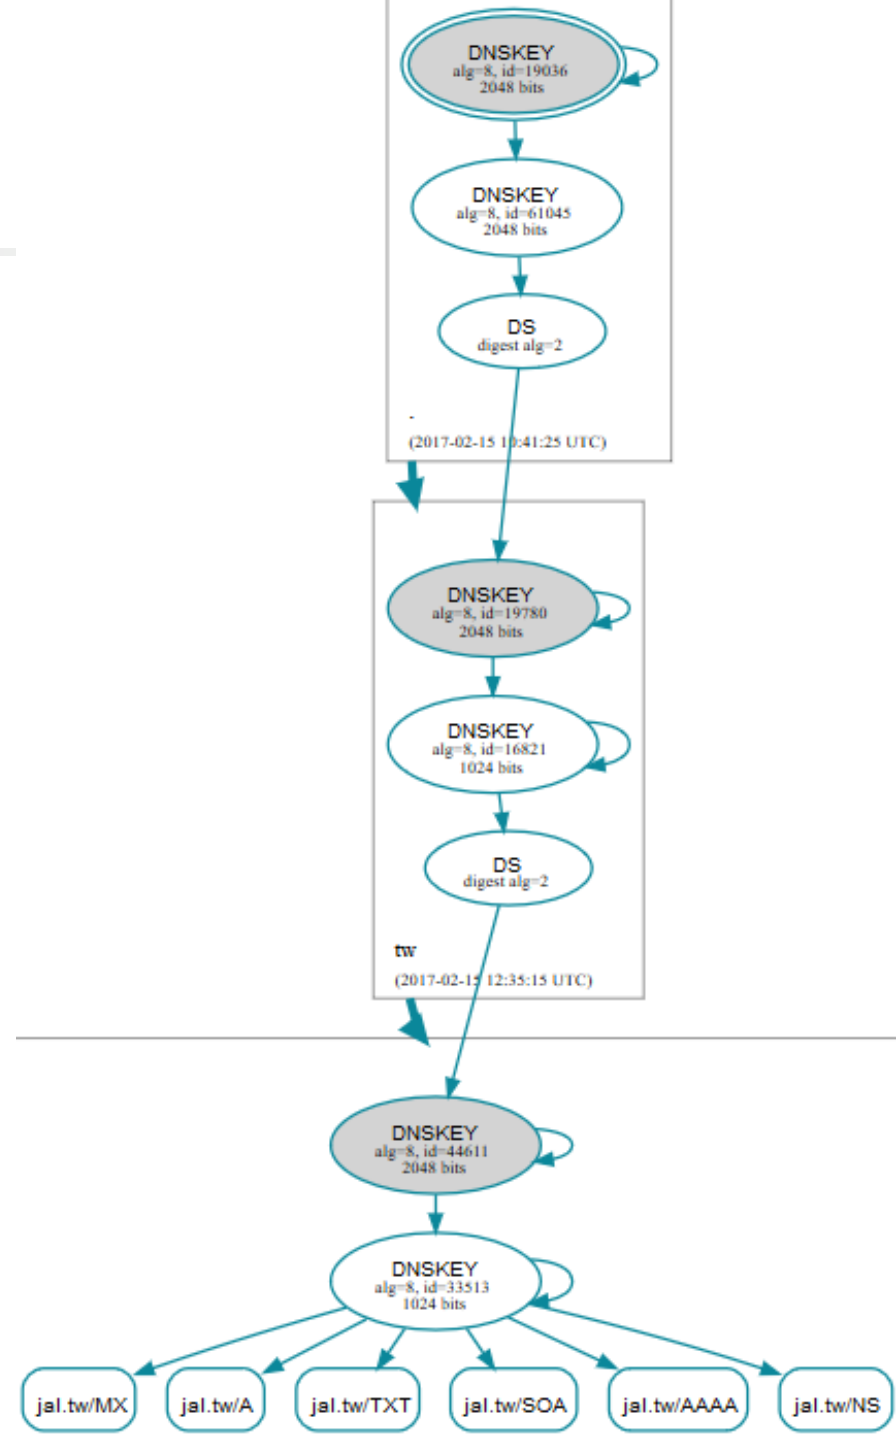 DNSKEY
alg=8, id=19036
2048 bits
DNSKEY
alg=8, id=61045
2048 bits
DS
digest alg=2
.
(2017-02-15 10:41:25 UTC)
DNSKEY
alg=8, id=19780
2048 bits
DNSKEY
alg=8, id=16821
1024 bits
DS
digest alg=2
tw
(2017-02-15 12:35:15 UTC)
DNSKEY
alg=8, id=44611
2048 bits
DNSKEY
alg=8, id=33513
1024 bits
jal.tw/MX jal.tw/A jal.tw/TXT jal.tw/SOA jal.tw/AAAA jal.tw/NS